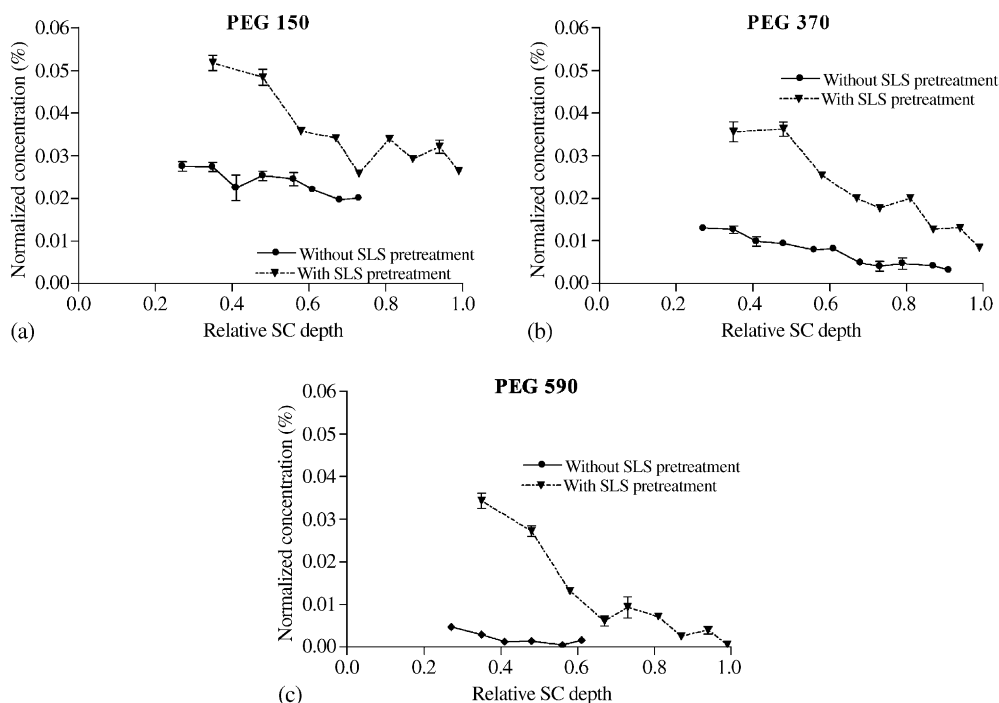 PEG 150
0.06
0.05
0.04
0.03
0.02
0.01
0.00
Normalized concentration (%)
Without SLS pretreatment
With SLS pretreatment
0.0 0.2 0.4 0.6 0.8 1.0
Relative SC depth
(a)
PEG 370
0.06
0.05
0.04
0.03
0.02
0.01
0.00
Normalized concentration (%)
Without SLS pretreatment
With SLS pretreatment
0.0 0.2 0.4 0.6 0.8 1.0
Relative SC depth
(b)
PEG 590
0.06
0.05
0.04
0.03
0.02
0.01
0.00
Normalized concentration (%)
Without SLS pretreatment
With SLS pretreatment
0.0 0.2 0.4 0.6 0.8 1.0
Relative SC depth
(c)